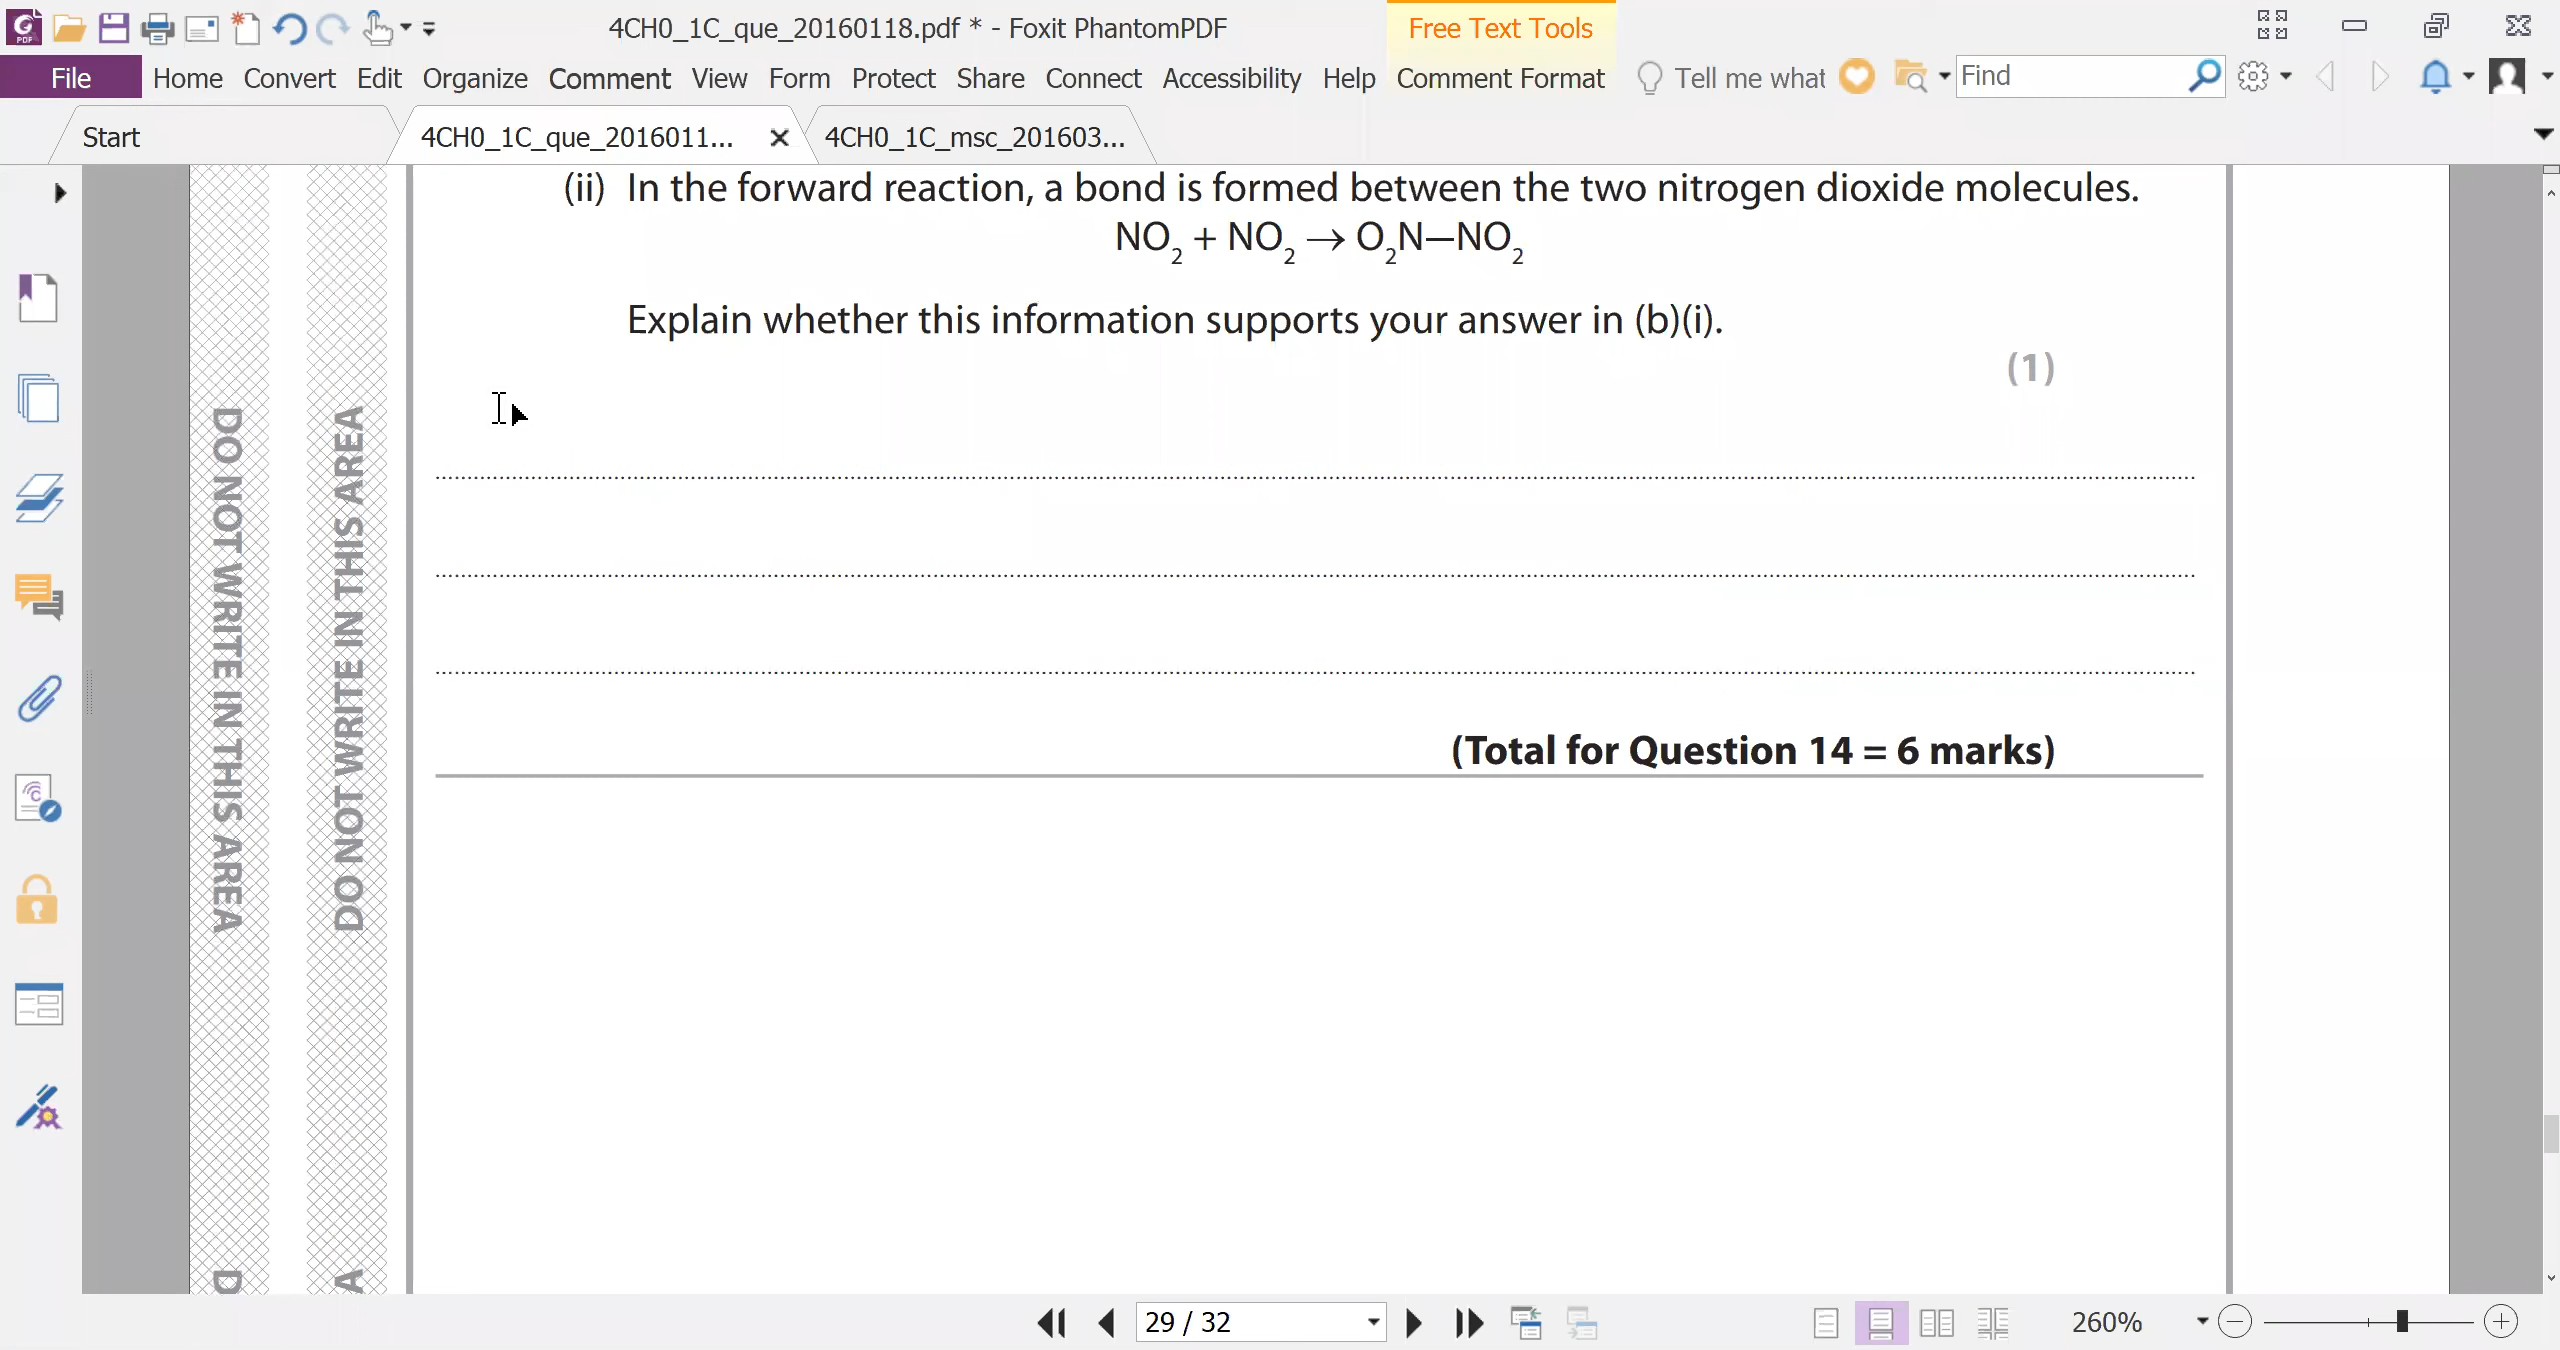 4CH0_1C_que_20160118.pdf * - Foxit PhantomPDF
Free Text Tools
File Home Convert Edit Organize Comment View Form Protect Share Connect Accessibility Help Comment Format Tell me what Find
Start 4CH0_1C_que_2016011... 4CH0_1C_msc_201603...
(ii) In the forward reaction, a bond is formed between the two nitrogen dioxide molecules.
NO₂ + NO₂ → O₂N—NO₂
Explain whether this information supports your answer in (b)(i).
(1)
(Total for Question 14 = 6 marks)
DO NOT WRITE IN THIS AREA
DO NOT WRITE IN THIS AREA
D
A
29 / 32
260%